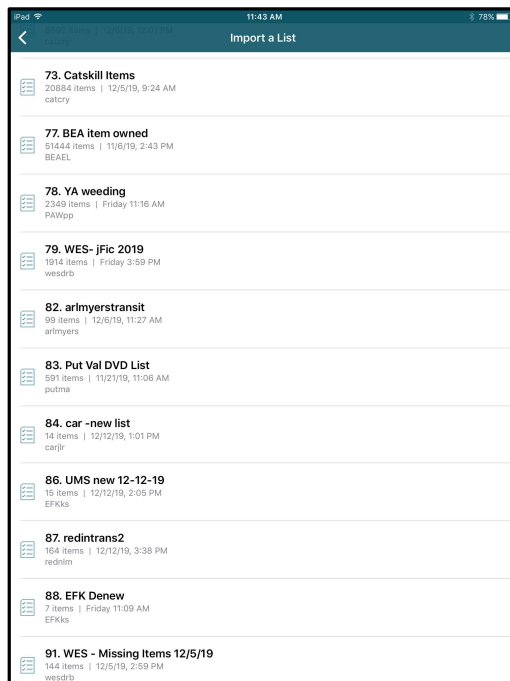 iPad
11:43 AM
78%
Import a List
73. Catskill Items
20884 items | 12/5/19, 9:24 AM
catcry
77. BEA item owned
51444 items | 11/6/19, 2:43 PM
BEAEL
78. YA weeding
2349 items | Friday 11:16 AM
PAWpp
79. WES- jFic 2019
1914 items | Friday 3:59 PM
wesdrb
82. arlmyerstransit
99 items | 12/6/19, 11:27 AM
arlmyers
83. Put Val DVD List
591 items | 11/21/19, 11:06 AM
putma
84. car -new list
14 items | 12/12/19, 1:01 PM
carjlr
86. UMS new 12-12-19
15 items | 12/12/19, 2:05 PM
EFKks
87. redintrans2
164 items | 12/12/19, 3:38 PM
rednlm
88. EFK Denew
7 items | Friday 11:09 AM
EFKks
91. WES - Missing Items 12/5/19
144 items | 12/5/19, 2:59 PM
wesdrb